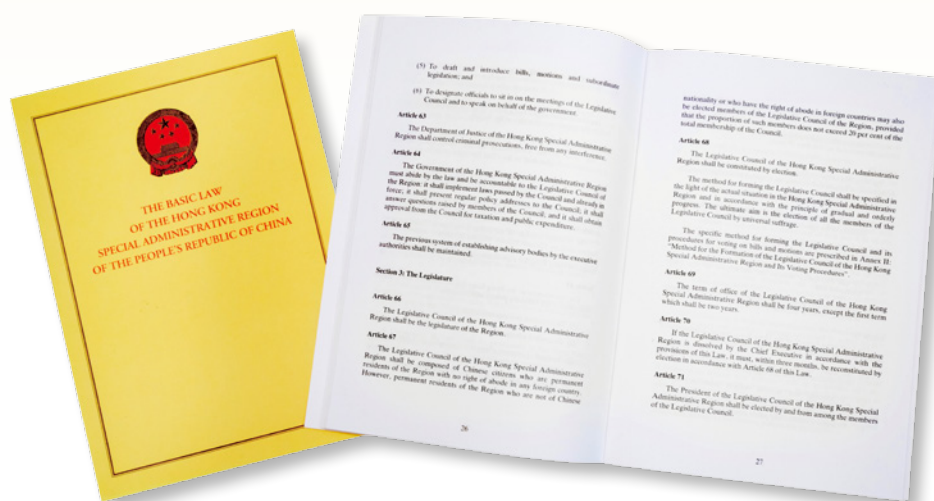 THE BASIC LAW
OF THE HONG KONG
SPECIAL ADMINISTRATIVE REGION
OF THE PEOPLE'S REPUBLIC OF CHINA
(5) To draft and introduce bills, motions and subordinate
legislation; and
(6) To designate officials to sit in on the meetings of the Legislative
Council and to speak on behalf of the government.
Article 63
The Department of Justice of the Hong Kong Special Administrative
Region shall control criminal prosecutions, free from any interference.
Article 64
The Government of the Hong Kong Special Administrative Region
must abide by the law and be accountable to the Legislative Council of
the Region: it shall implement laws passed by the Council and already in
force; it shall present regular policy addresses to the Council; it shall
answer questions raised by members of the Council; and it shall obtain
approval from the Council for taxation and public expenditure.
Article 65
The previous system of establishing advisory bodies by the executive
authorities shall be maintained.
Section 3: The Legislature
Article 66
The Legislative Council of the Hong Kong Special Administrative
Region shall be the legislature of the Region.
Article 67
The Legislative Council of the Hong Kong Special Administrative
Region shall be composed of Chinese citizens who are permanent
residents of the Region with no right of abode in any foreign country.
However, permanent residents of the Region who are not of Chinese
26
nationality or who have the right of abode in foreign countries may also
be elected members of the Legislative Council of the Region, provided
that the proportion of such members does not exceed 20 per cent of the
total membership of the Council.
Article 68
The Legislative Council of the Hong Kong Special Administrative
Region shall be constituted by election.
The method for forming the Legislative Council shall be specified in
the light of the actual situation in the Hong Kong Special Administrative
Region and in accordance with the principle of gradual and orderly
progress. The ultimate aim is the election of all the members of the
Legislative Council by universal suffrage.
The specific method for forming the Legislative Council and its
procedures for voting on bills and motions are prescribed in Annex II:
"Method for the Formation of the Legislative Council of the Hong Kong
Special Administrative Region and Its Voting Procedures".
Article 69
The term of office of the Legislative Council of the Hong Kong
Special Administrative Region shall be four years, except the first term
which shall be two years.
Article 70
If the Legislative Council of the Hong Kong Special Administrative
Region is dissolved by the Chief Executive in accordance with the
provisions of this Law, it must, within three months, be reconstituted by
election in accordance with Article 68 of this Law.
Article 71
The President of the Legislative Council of the Hong Kong Special
Administrative Region shall be elected by and from among the members
of the Legislative Council.
27